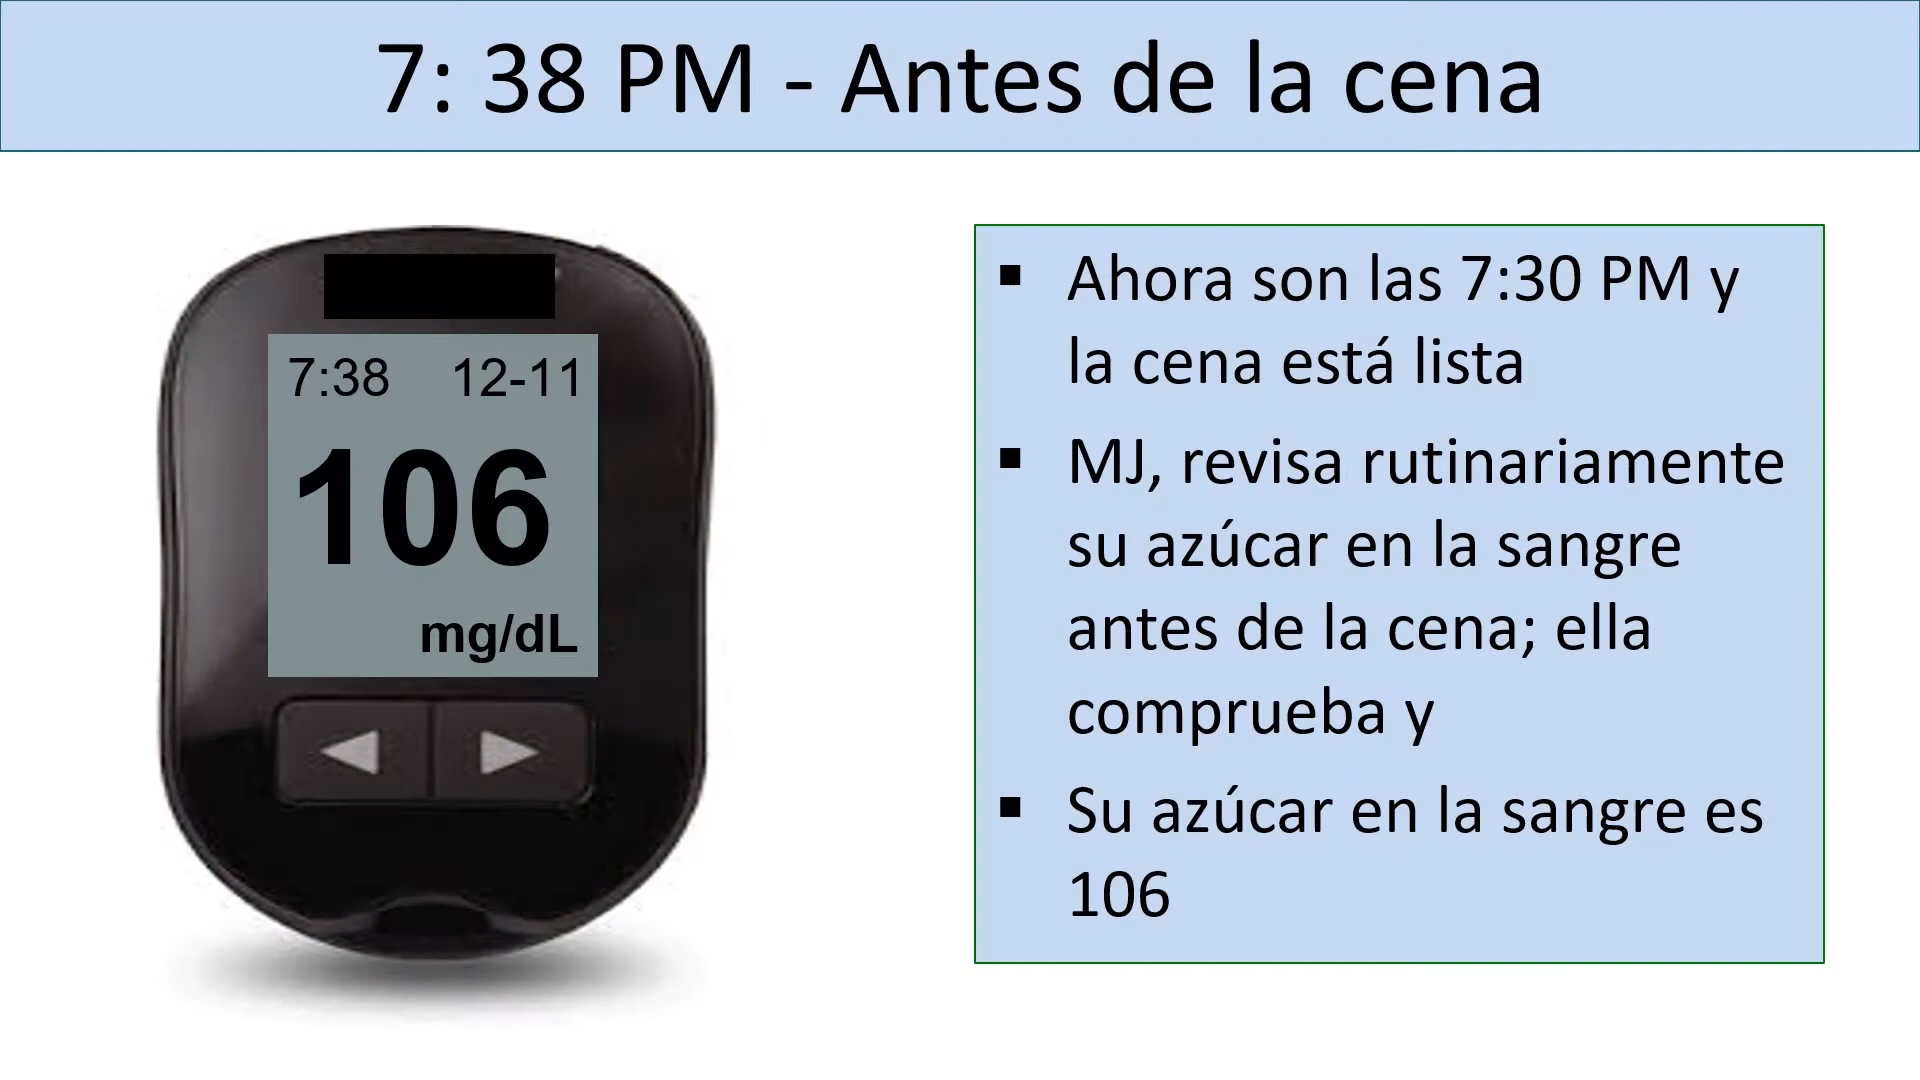 7: 38 PM - Antes de la cena
7:38 12-11
106
mg/dL
▪ Ahora son las 7:30 PM y
la cena está lista
▪ MJ, revisa rutinariamente
su azúcar en la sangre
antes de la cena; ella
comprueba y
▪ Su azúcar en la sangre es
106